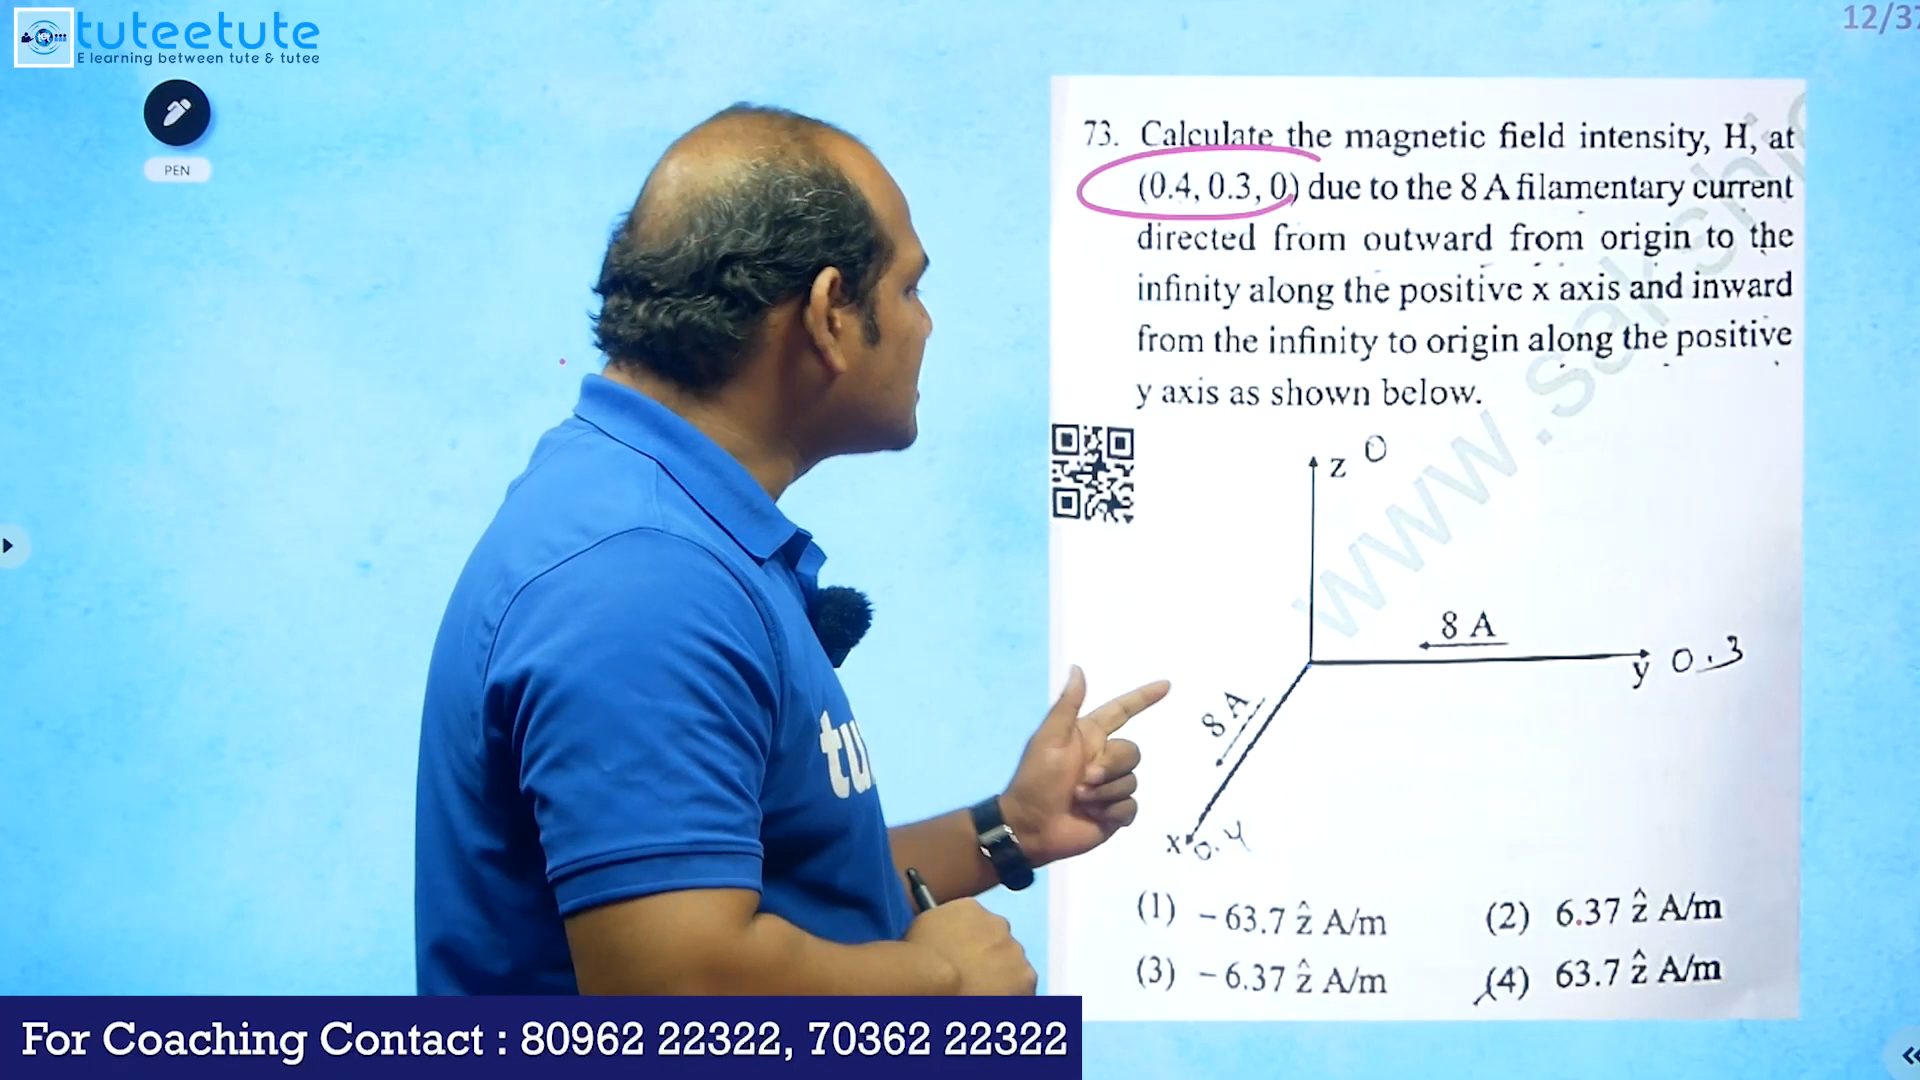 tuteetute
E learning between tute & tutee
12/37
PEN
73. Calculate the magnetic field intensity, H, at
(0.4, 0.3, 0) due to the 8 A filamentary current
directed from outward from origin to the
infinity along the positive x axis and inward
from the infinity to origin along the positive
y axis as shown below.
z 0
8 A
y 0.3
8 A
x 0.4
(1) – 63.7 ẑ A/m
(2) 6.37 ẑ A/m
(3) – 6.37 ẑ A/m
(4) 63.7 ẑ A/m
www.sakshie
tu
For Coaching Contact : 80962 22322, 70362 22322